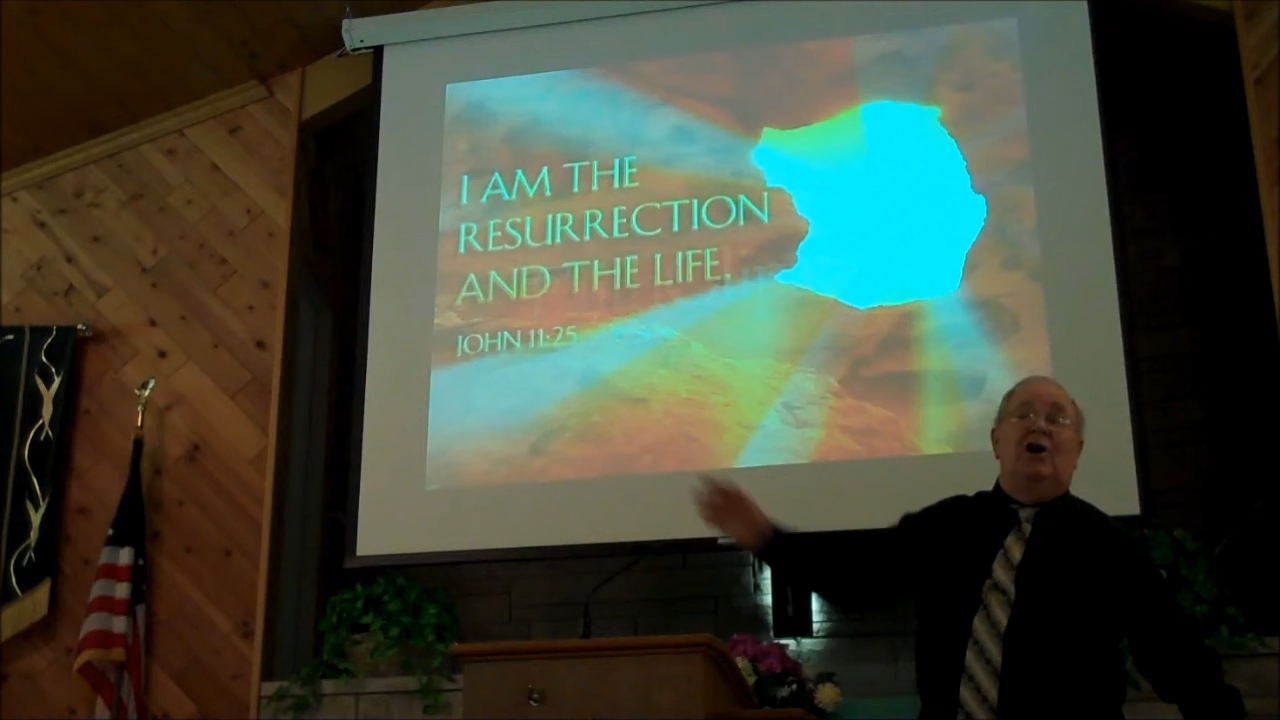 I AM THE
RESURRECTION
AND THE LIFE.
JOHN 11:25